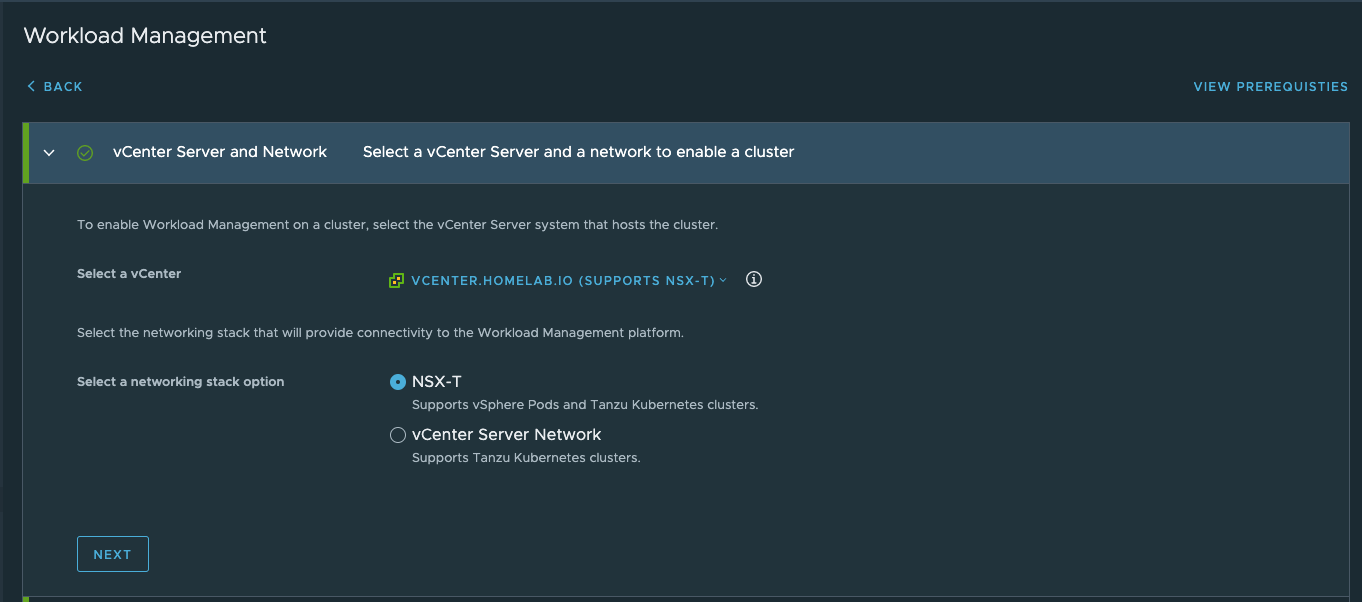 Workload Management
BACK
VIEW PREREQUISTIES
vCenter Server and Network Select a vCenter Server and a network to enable a cluster
To enable Workload Management on a cluster, select the vCenter Server system that hosts the cluster.
Select a vCenter
VCENTER.HOMELAB.IO (SUPPORTS NSX-T)
Select the networking stack that will provide connectivity to the Workload Management platform.
Select a networking stack option
NSX-T
Supports vSphere Pods and Tanzu Kubernetes clusters.
vCenter Server Network
Supports Tanzu Kubernetes clusters.
NEXT